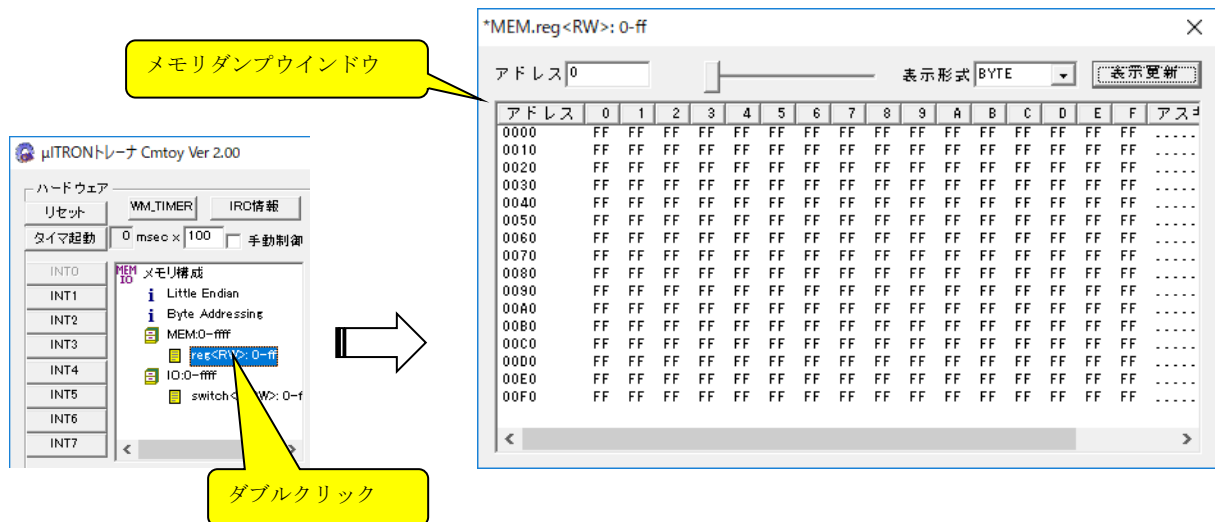 メモリダンプウインドウ
µITRONトレーナ Cmtoy Ver 2.00
ハードウェア
リセット WM_TIMER IRC情報
タイマ起動 0 msec × 100 手動制御
INT0
INT1
INT2
INT3
INT4
INT5
INT6
INT7
MEM IO メモリ構成
i Little Endian
i Byte Addressing
MEM:0-ffff
reg<RW>: 0-ff
IO:0-ffff
switch< W>: 0-f
ダブルクリック
*MEM.reg<RW>: 0-ff
アドレス 0 表示形式 BYTE 表示更新
アドレス 0 1 2 3 4 5 6 7 8 9 A B C D E F アスキ
0000 FF FF FF FF FF FF FF FF FF FF FF FF FF FF FF FF .....
0010 FF FF FF FF FF FF FF FF FF FF FF FF FF FF FF FF .....
0020 FF FF FF FF FF FF FF FF FF FF FF FF FF FF FF FF .....
0030 FF FF FF FF FF FF FF FF FF FF FF FF FF FF FF FF .....
0040 FF FF FF FF FF FF FF FF FF FF FF FF FF FF FF FF .....
0050 FF FF FF FF FF FF FF FF FF FF FF FF FF FF FF FF .....
0060 FF FF FF FF FF FF FF FF FF FF FF FF FF FF FF FF .....
0070 FF FF FF FF FF FF FF FF FF FF FF FF FF FF FF FF .....
0080 FF FF FF FF FF FF FF FF FF FF FF FF FF FF FF FF .....
0090 FF FF FF FF FF FF FF FF FF FF FF FF FF FF FF FF .....
00A0 FF FF FF FF FF FF FF FF FF FF FF FF FF FF FF FF .....
00B0 FF FF FF FF FF FF FF FF FF FF FF FF FF FF FF FF .....
00C0 FF FF FF FF FF FF FF FF FF FF FF FF FF FF FF FF .....
00D0 FF FF FF FF FF FF FF FF FF FF FF FF FF FF FF FF .....
00E0 FF FF FF FF FF FF FF FF FF FF FF FF FF FF FF FF .....
00F0 FF FF FF FF FF FF FF FF FF FF FF FF FF FF FF FF .....